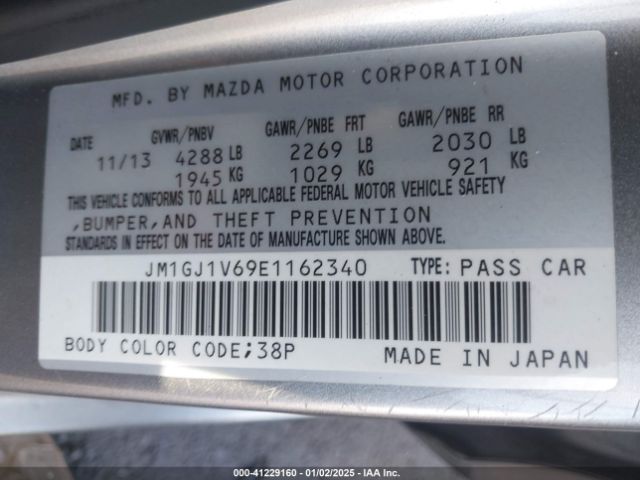 MFD. BY MAZDA MOTOR CORPORATION
DATE GVWR/PNBV GAWR/PNBE FRT GAWR/PNBE RR
11/13 4288 LB 2269 LB 2030 LB
1945 KG 1029 KG 921 KG
THIS VEHICLE CONFORMS TO ALL APPLICABLE FEDERAL MOTOR VEHICLE SAFETY
,BUMPER,AND THEFT PREVENTION
STANDARDS IN EFFECT ON THE DATE OF MANUFACTURE SHOWN ABOVE.
JM1GJ1V69E1162340 TYPE: PASS CAR
BODY COLOR CODE;38P MADE IN JAPAN
© Stock No: 41229160 - 01/02/2025 - IAA Inc.